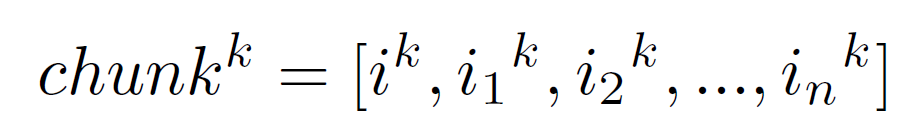 chunk^k = [i^k, i_1^k, i_2^k, ..., i_n^k]